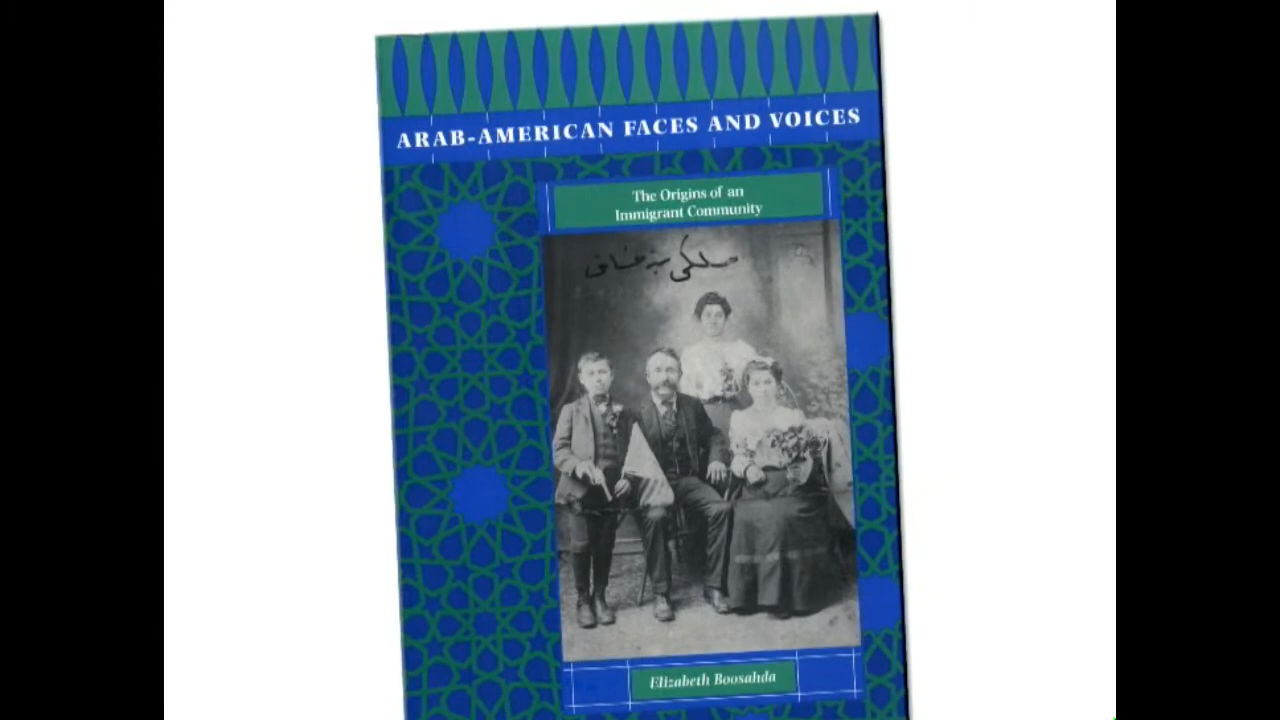 ARAB-AMERICAN FACES AND VOICES
The Origins of an
Immigrant Community
Elizabeth Boosahda